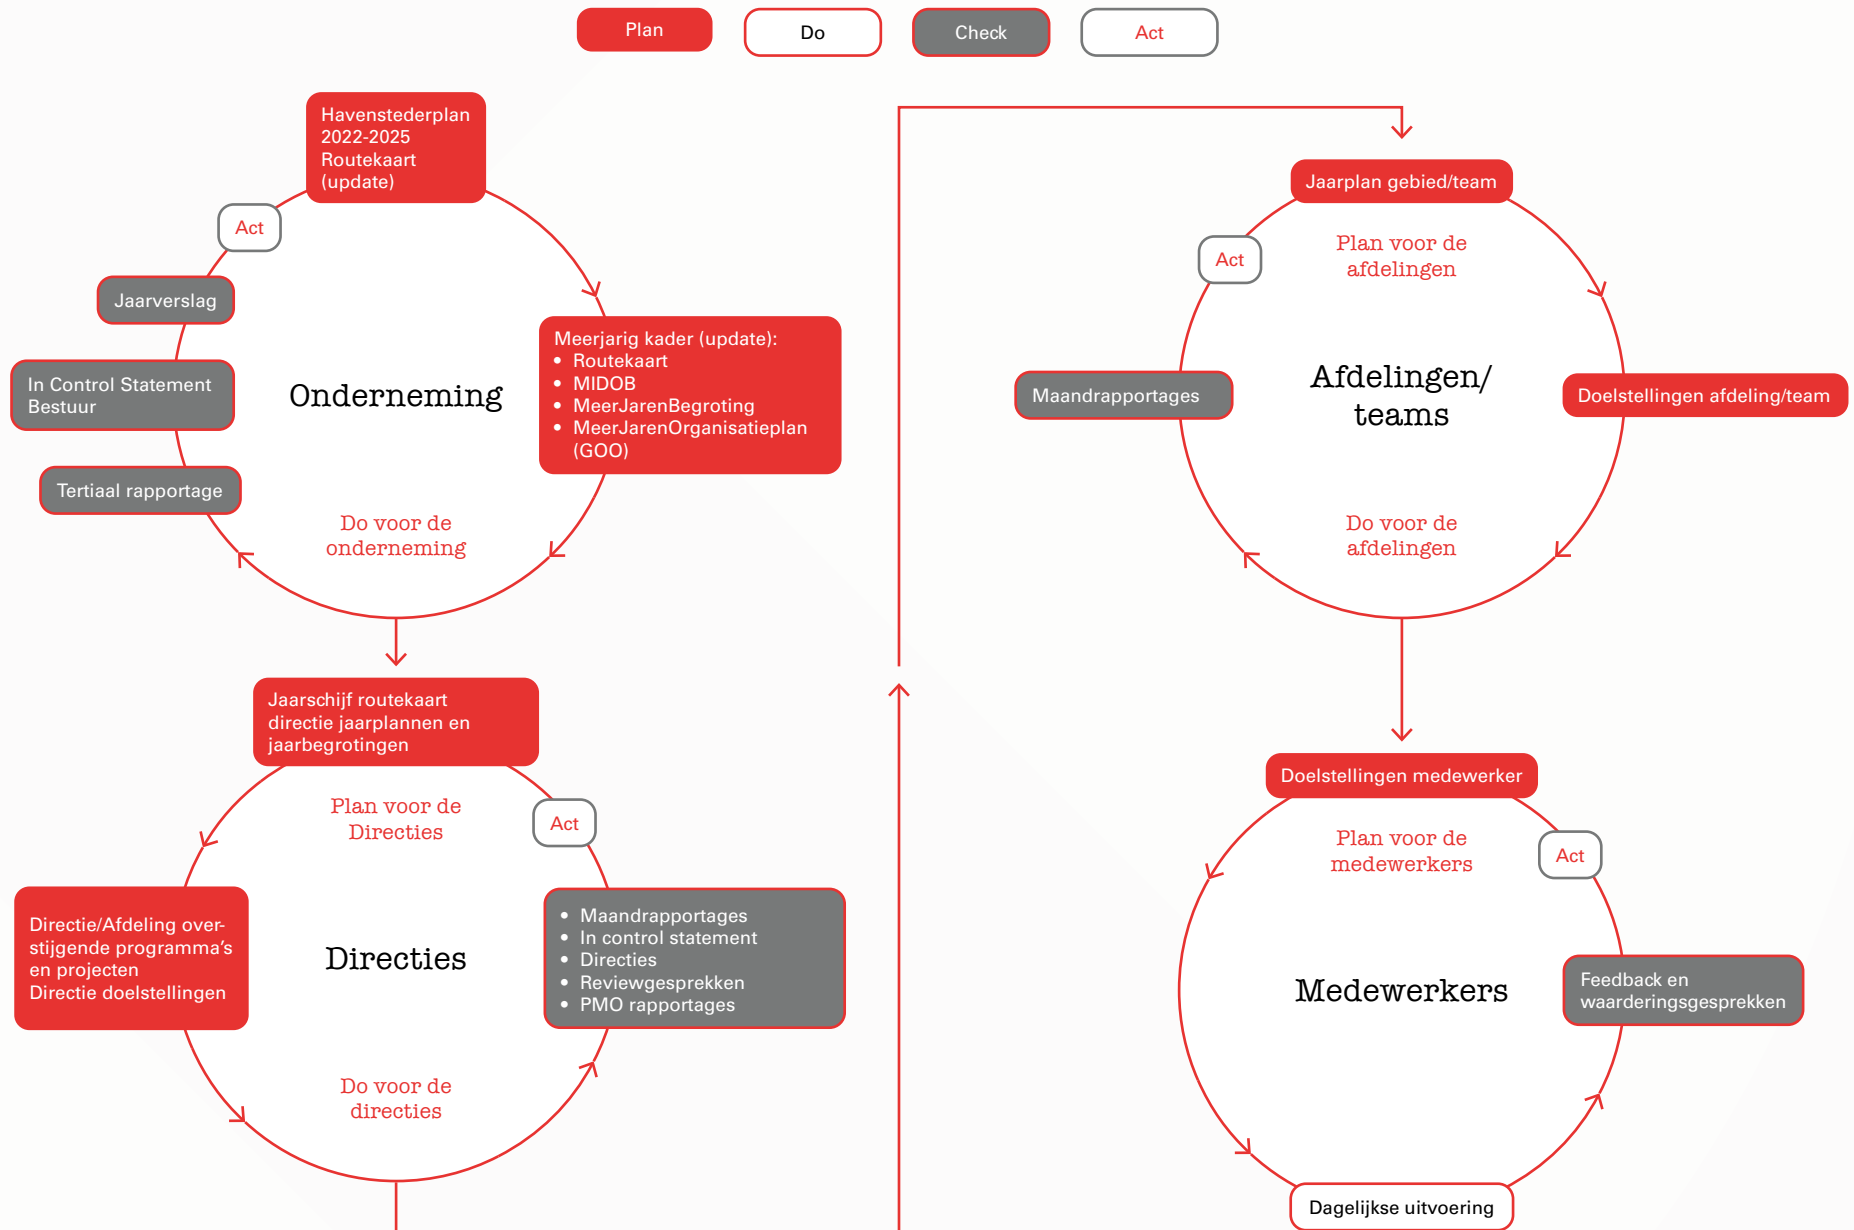 Plan
Do
Check
Act
Havenstederplan
2022-2025
Routekaart
(update)
Act
Jaarverslag
In Control Statement
Bestuur
Tertiaal rapportage
Onderneming
Meerjarig kader (update):
• Routekaart
• MIDOB
• MeerJarenBegroting
• MeerJarenOrganisatieplan
(GOO)
Do voor de
onderneming
Jaarschijf routekaart
directie jaarplannen en
jaarbegrotingen
Plan voor de
Directies
Act
Directie/Afdeling over-
stijgende programma’s
en projecten
Directie doelstellingen
Directies
• Maandrapportages
• In control statement
• Directies
• Reviewgesprekken
• PMO rapportages
Do voor de
directies
Jaarplan gebied/team
Plan voor de
afdelingen
Act
Maandrapportages
Afdelingen/
teams
Doelstellingen afdeling/team
Do voor de
afdelingen
Doelstellingen medewerker
Plan voor de
medewerkers
Act
Medewerkers
Feedback en
waarderingsgesprekken
Dagelijkse uitvoering